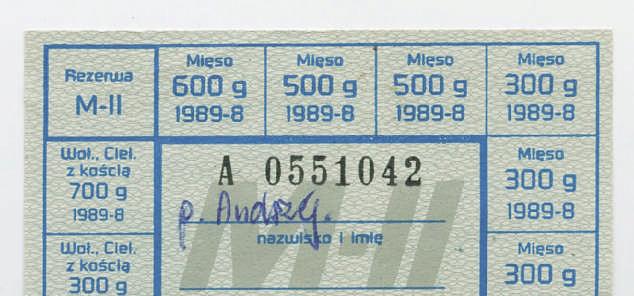 Rezerwa
M-II
Mięso
600 g
1989-8
Mięso
500 g
1989-8
Mięso
500 g
1989-8
Mięso
300 g
1989-8
Woł., Ciel.
z kością
700 g
1989-8
A 0551042
p. Andrzej.
nazwisko i imię
M-II
Mięso
300 g
1989-8
Woł., Ciel.
z kością
300 g
Mięso
300 g